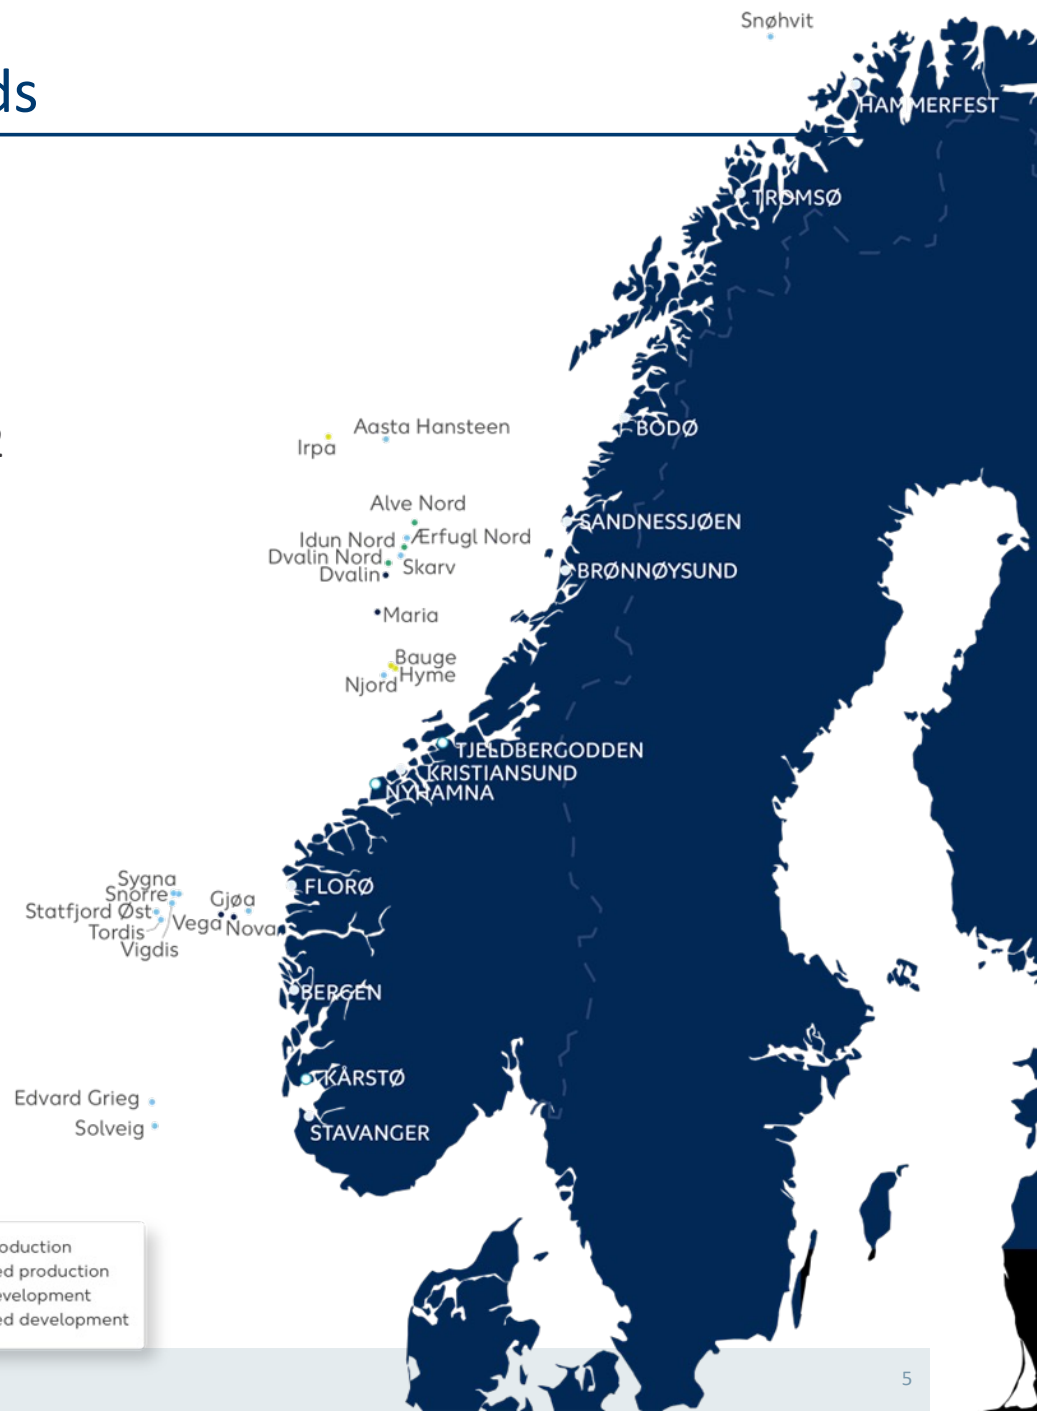 Snøhvit
ds
HAMMERFEST
TROMSØ
Aasta Hansteen
BODØ
Irpa
Alve Nord
SANDNESSJØEN
Idun Nord
Ærfugl Nord
Dvalin Nord
Skarv
Dvalin
BRØNNØYSUND
Maria
Bauge
Hyme
Njord
TJELDBERGODDEN
KRISTIANSUND
NYHAMNA
Sygna
Snorre
FLORØ
Gjøa
Statfjord Øst
Vega
Nova
Tordis
Vigdis
BERGEN
KÅRSTØ
Edvard Grieg
Solveig
STAVANGER
oduction
ed production
evelopment
ed development
5